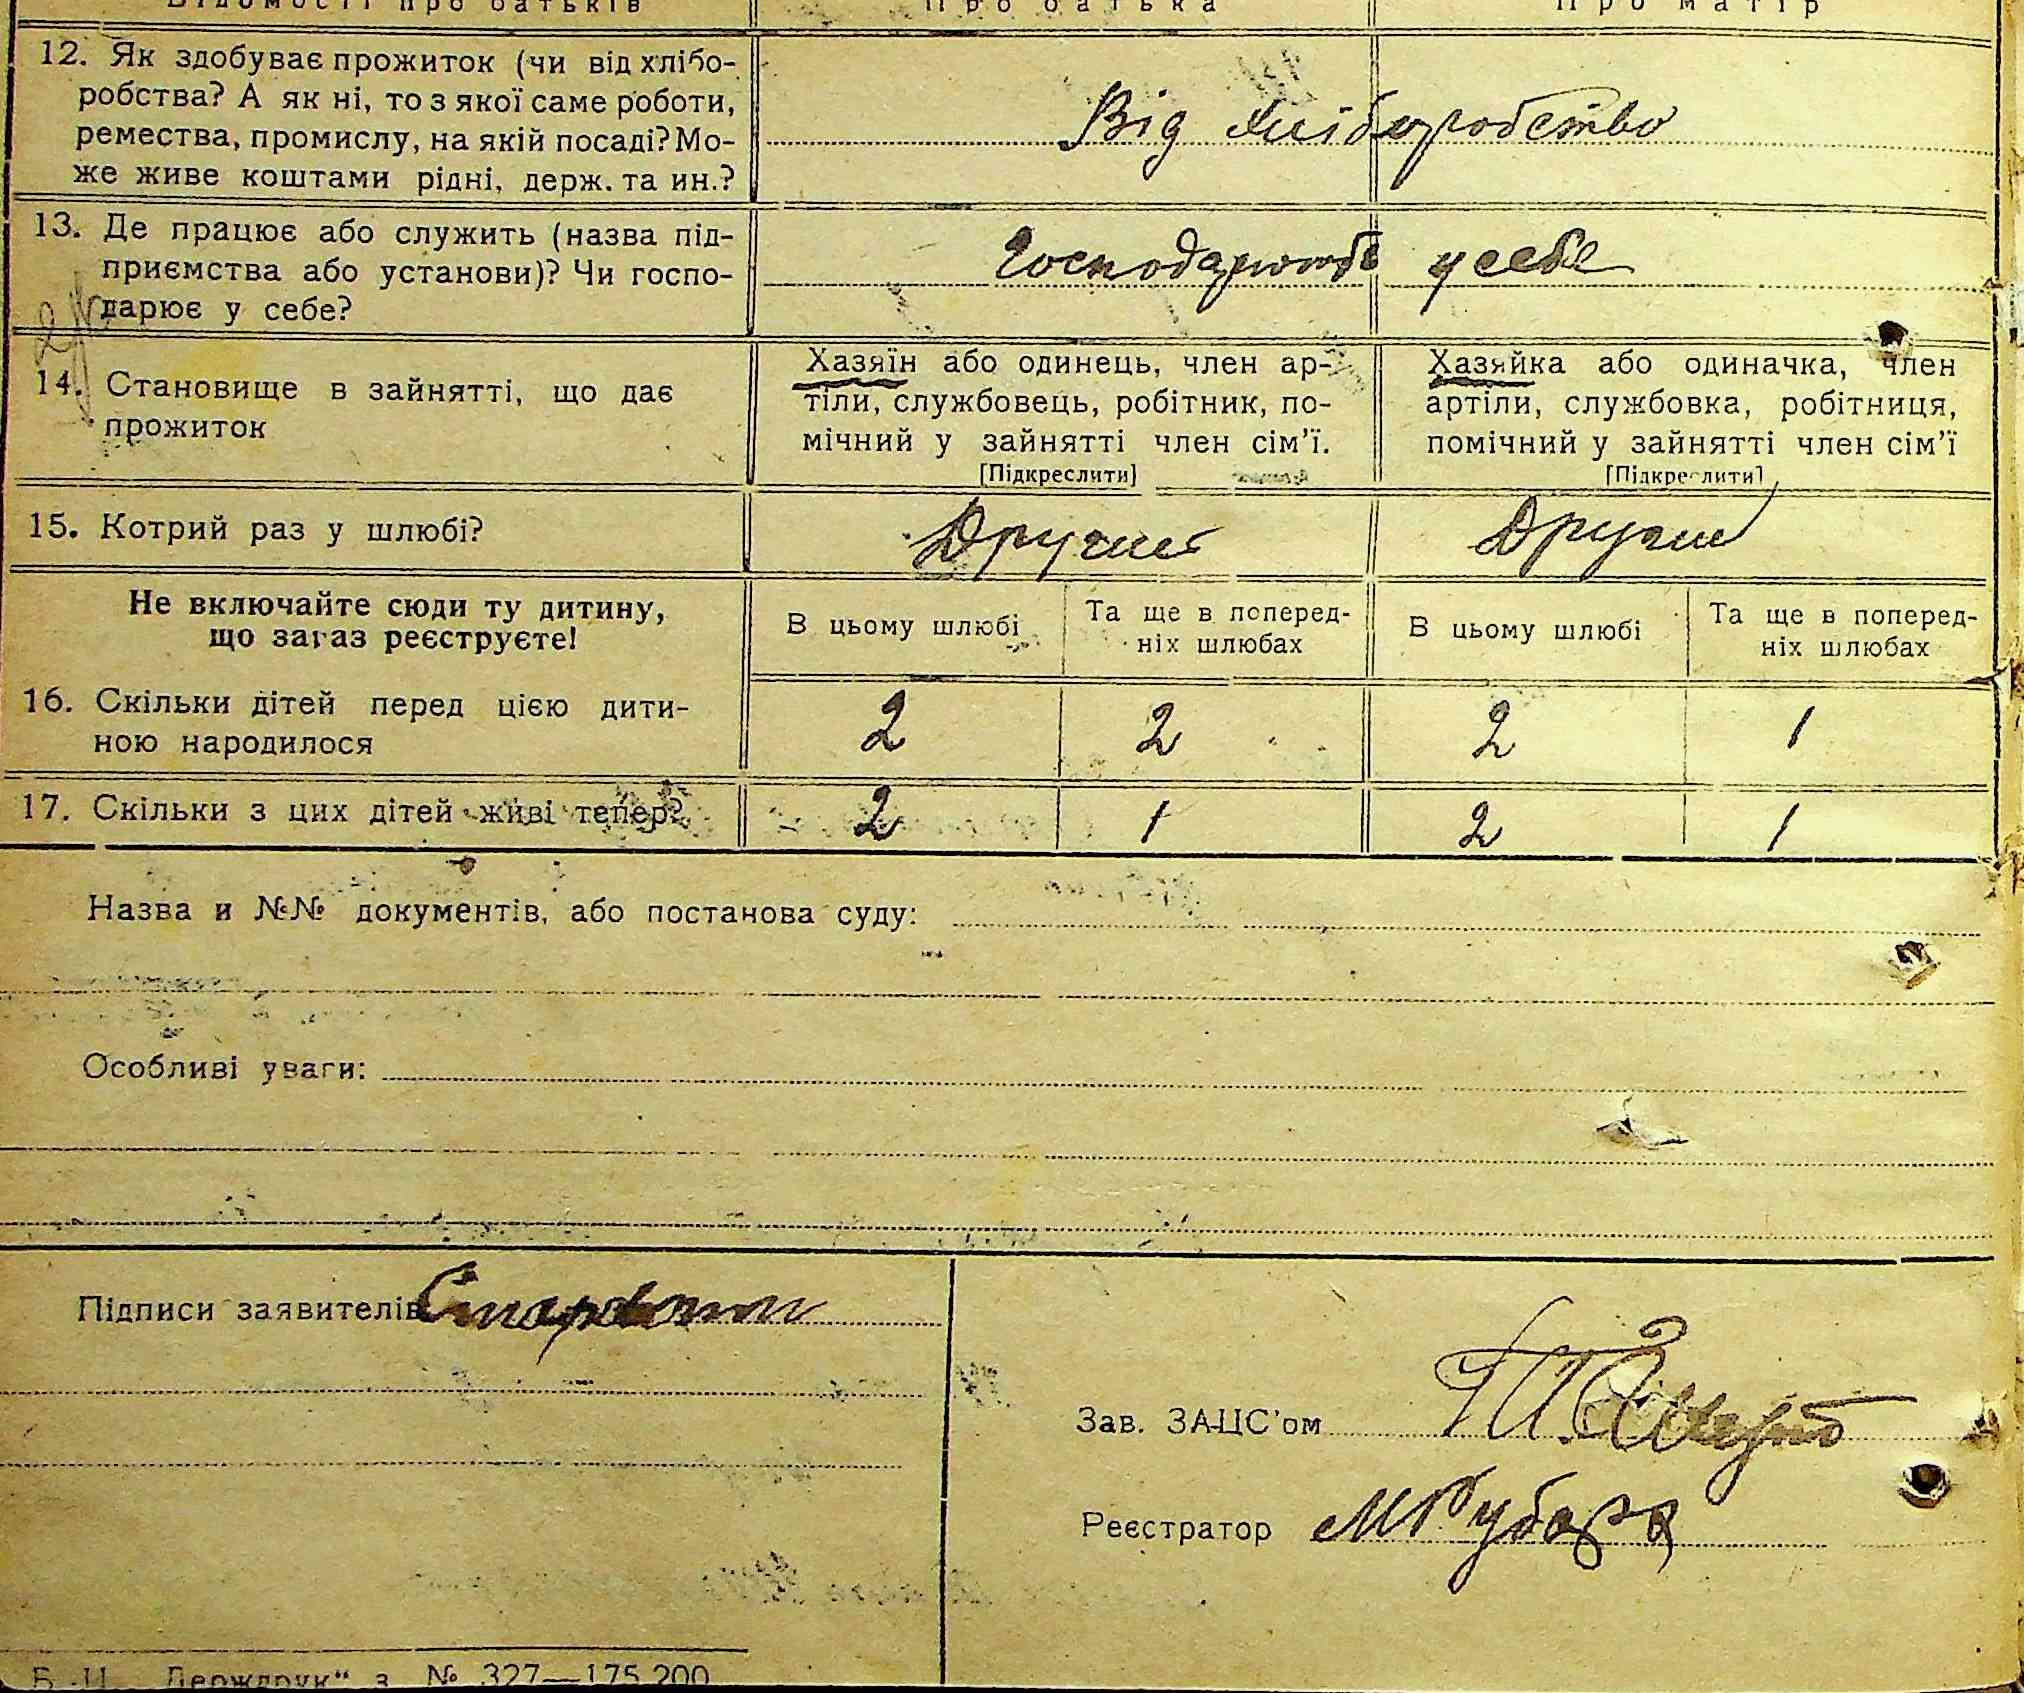 Відомості про батьків Про батька Про матір
12. Як здобуває прожиток (чи від хлібо-
робства? А як ні, то з якої саме роботи,
ремества, промислу, на якій посаді? Мо-
же живе коштами рідні, держ. та ин.?
Від хліборобство
13. Де працює або служить (назва під-
приємства або установи)? Чи госпо-
дарює у себе?
Господарють у себе
14. Становище в зайнятті, що дає
прожиток
Хазяїн або одинець, член ар-
тіли, службовець, робітник, по-
мічний у зайнятті член сім'ї.
[Підкреслити]
Хазяйка або одиначка, член
артіли, службовка, робітниця,
помічний у зайнятті член сім'ї
[Підкреслити]
15. Котрий раз у шлюбі? Другий Другий
Не включайте сюди ту дитину,
що зараз реєструєте!
В цьому шлюбі
Та ще в поперед-
ніх шлюбах
В цьому шлюбі
Та ще в поперед-
ніх шлюбах
16. Скільки дітей перед цією дити-
ною народилося
2 2 2 1
17. Скільки з цих дітей живі тепер? 2 1 2 1
Назва и №№ документів, або постанова суду:
Особливі уваги:
Підписи заявителів
Зав. ЗАЦС'ом
Реєстратор
Держдрук" з. № 327—175.200